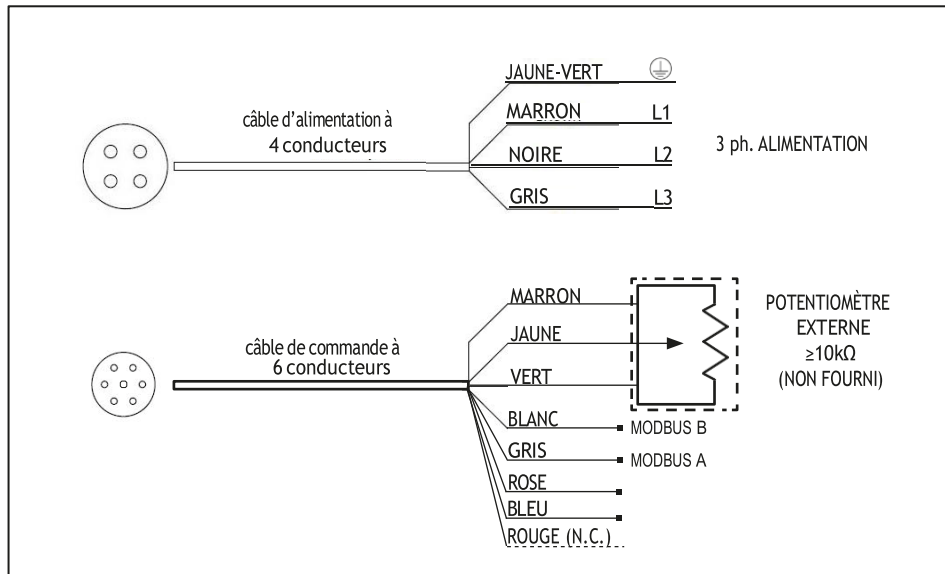 JAUNE-VERT
MARRON L1
câble d'alimentation à
4 conducteurs
NOIRE L2
3 ph. ALIMENTATION
GRIS L3
MARRON
POTENTIOMÈTRE
EXTERNE
≥10kΩ
(NON FOURNI)
JAUNE
câble de commande à
6 conducteurs
VERT
BLANC MODBUS B
GRIS MODBUS A
ROSE
BLEU
ROUGE (N.C.)